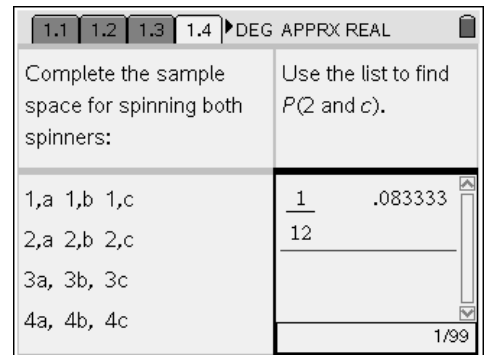 1.1 1.2 1.3 1.4 DEG APPRX REAL
Complete the sample
space for spinning both
spinners:
Use the list to find
P(2 and c).
1,a 1,b 1,c
2,a 2,b 2,c
3a, 3b, 3c
4a, 4b, 4c
1 .083333
12
1/99